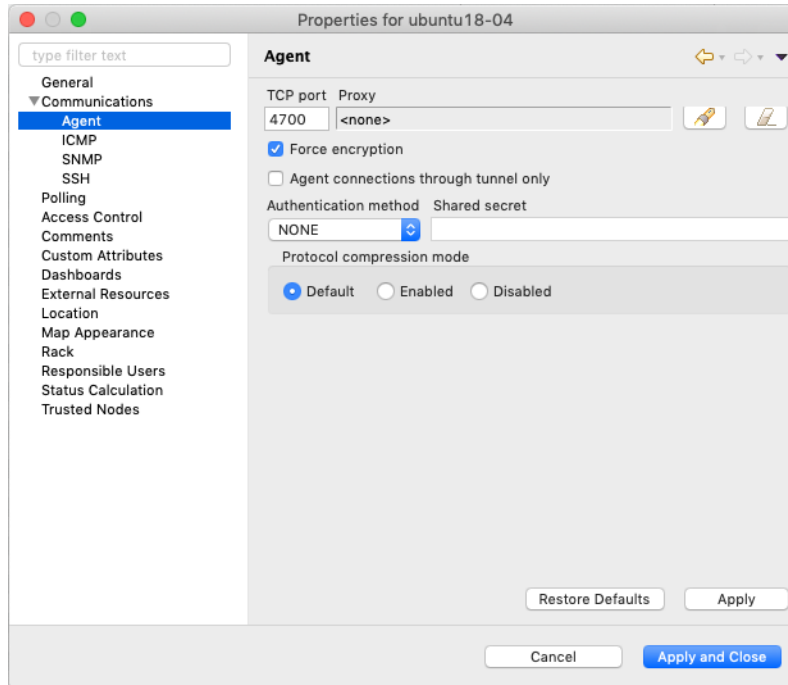 Properties for ubuntu18-04
type filter text
General
Communications
Agent
ICMP
SNMP
SSH
Polling
Access Control
Comments
Custom Attributes
Dashboards
External Resources
Location
Map Appearance
Rack
Responsible Users
Status Calculation
Trusted Nodes
Agent
TCP port Proxy
4700 <none>
Force encryption
Agent connections through tunnel only
Authentication method Shared secret
NONE
Protocol compression mode
Default Enabled Disabled
Restore Defaults Apply
Cancel Apply and Close